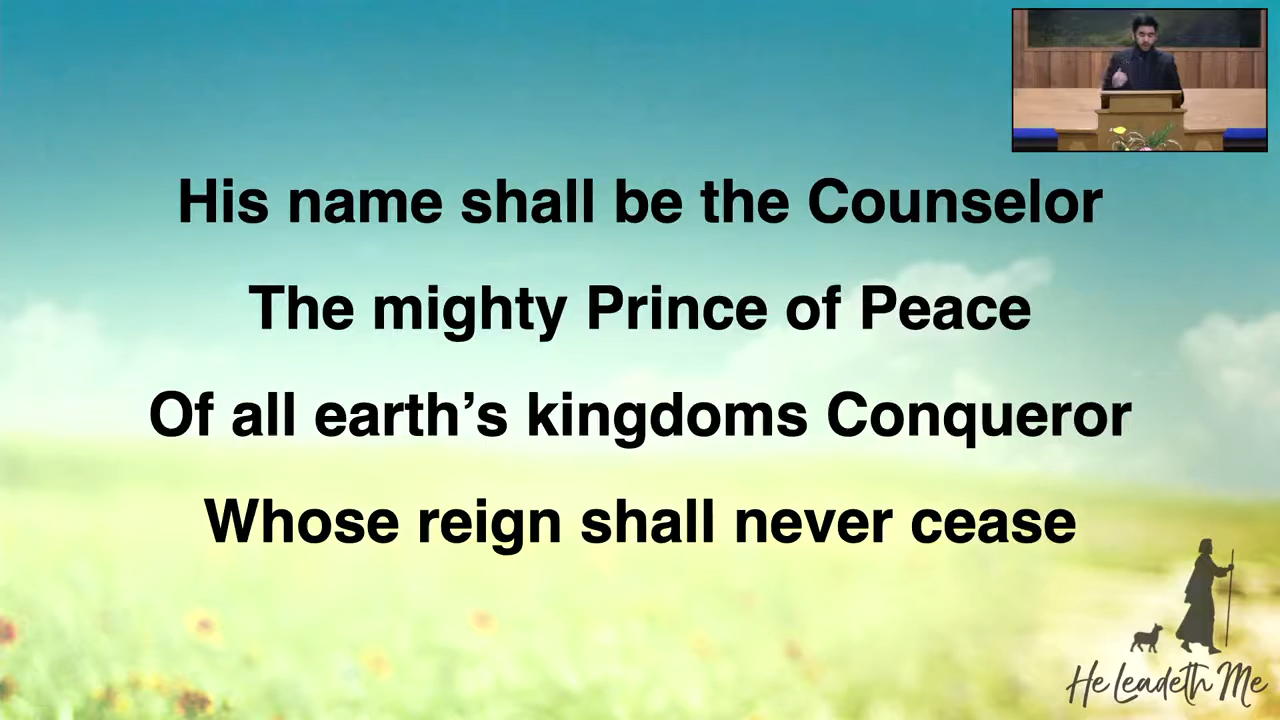 His name shall be the Counselor
The mighty Prince of Peace
Of all earth’s kingdoms Conqueror
Whose reign shall never cease
He Leadeth Me